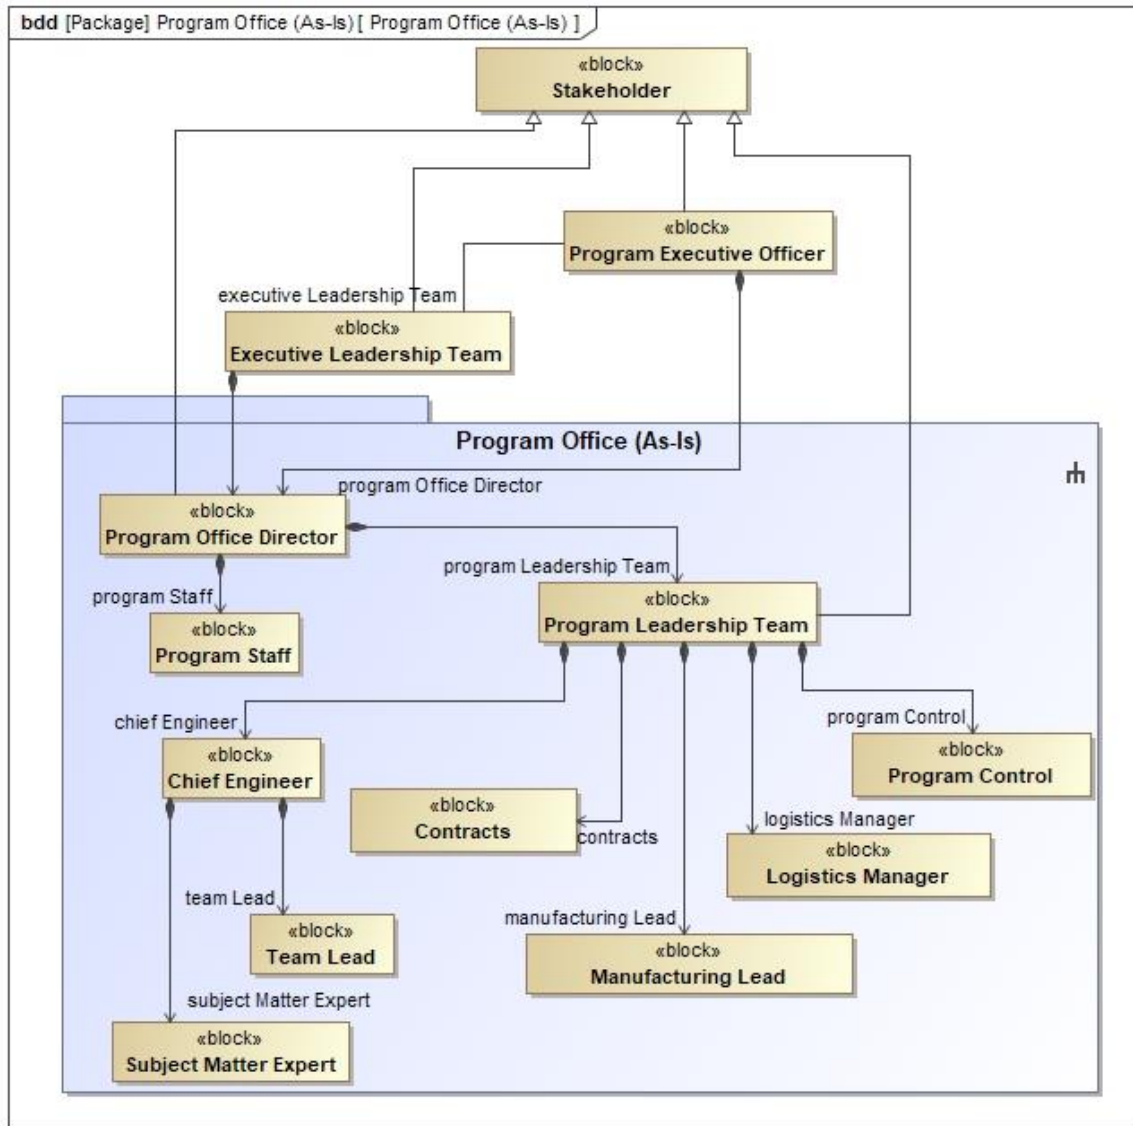 bdd [Package] Program Office (As-Is) [ Program Office (As-Is) ]
«block»
Stakeholder
«block»
Program Executive Officer
executive Leadership Team
«block»
Executive Leadership Team
Program Office (As-Is)
program Office Director
«block»
Program Office Director
program Leadership Team
«block»
Program Leadership Team
program Staff
«block»
Program Staff
chief Engineer
«block»
Chief Engineer
program Control
«block»
Program Control
«block»
Contracts
contracts
logistics Manager
«block»
Logistics Manager
team Lead
«block»
Team Lead
manufacturing Lead
«block»
Manufacturing Lead
subject Matter Expert
«block»
Subject Matter Expert